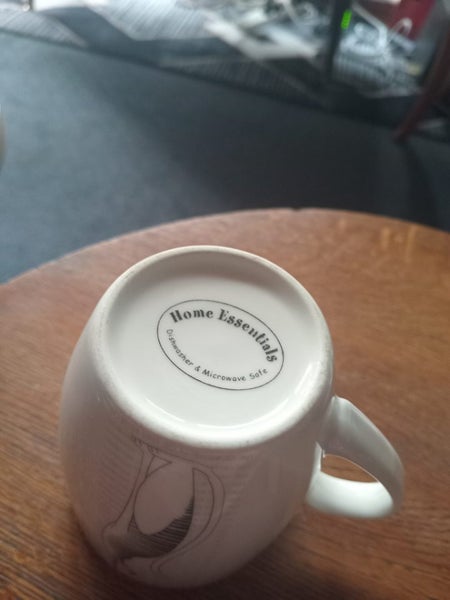 Home Essentials
Dishwasher & Microwave Safe